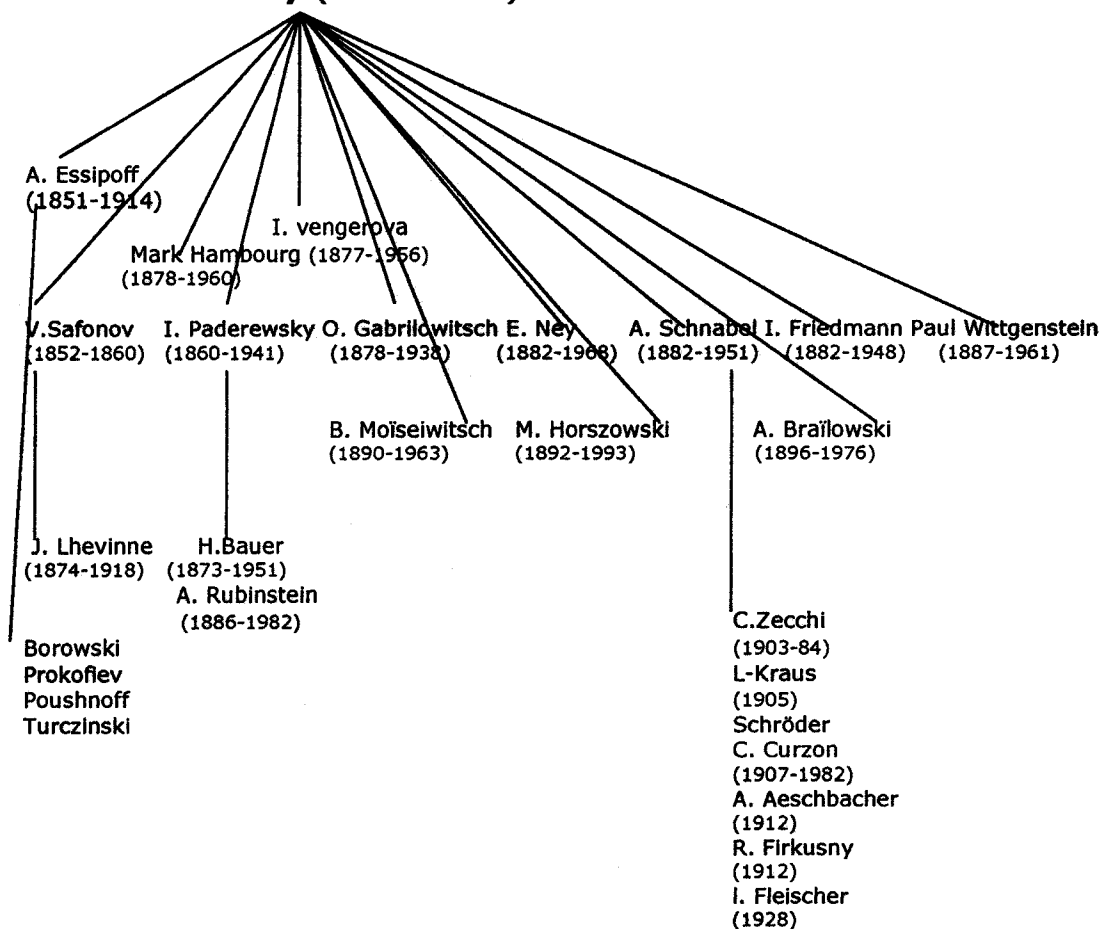 A. Essipoff
(1851-1914)
I. vengerova
Mark Hambourg (1877-1956)
(1878-1960)
V.Safonov I. Paderewsky O. Gabrilowitsch E. Ney A. Schnabel I. Friedmann Paul Wittgenstein
(1852-1860) (1860-1941) (1878-1938) (1882-1968) (1882-1951) (1882-1948) (1887-1961)
B. Moïseiwitsch M. Horszowski A. Braïlowski
(1890-1963) (1892-1993) (1896-1976)
J. Lhevinne H.Bauer
(1874-1918) (1873-1951)
A. Rubinstein
(1886-1982)
Borowski
Prokofiev
Poushnoff
Turczinski
C.Zecchi
(1903-84)
L-Kraus
(1905)
Schröder
C. Curzon
(1907-1982)
A. Aeschbacher
(1912)
R. Firkusny
(1912)
I. Fleischer
(1928)